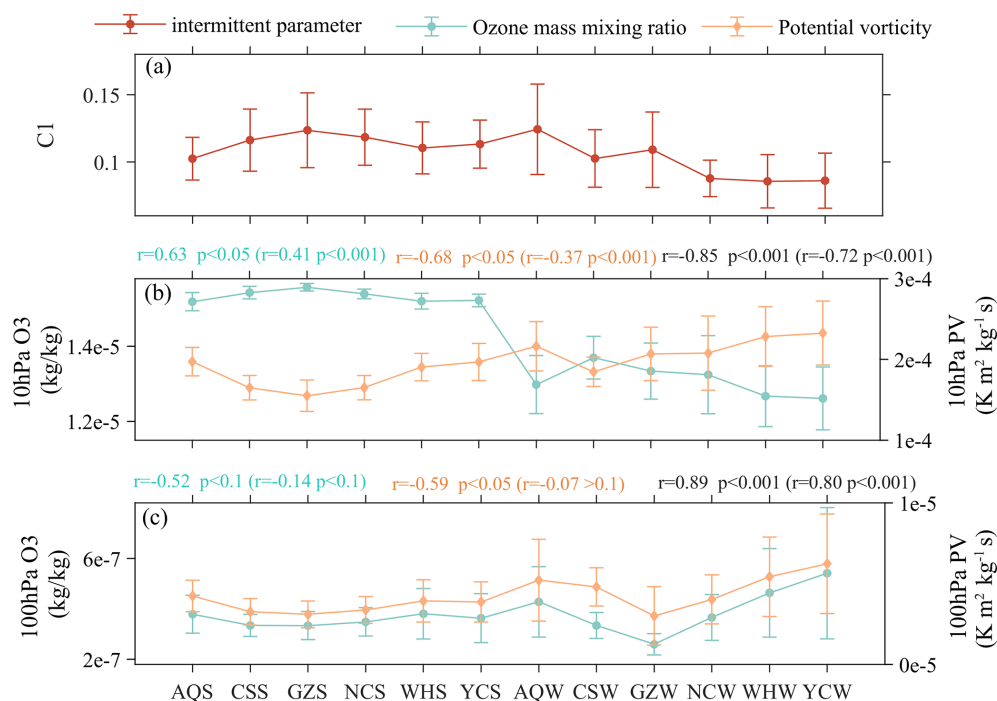 intermittent parameter Ozone mass mixing ratio Potential vorticity
(a)
0.15
0.1
C1
r=0.63 p<0.05 (r=0.41 p<0.001) r=-0.68 p<0.05 (r=-0.37 p<0.001) r=-0.85 p<0.001 (r=-0.72 p<0.001)
(b)
1.4e-5
1.2e-5
10hPa O3
(kg/kg)
3e-4
2e-4
1e-4
10hPa PV
(K m² kg⁻¹ s)
r=-0.52 p<0.1 (r=-0.14 p<0.1) r=-0.59 p<0.05 (r=-0.07 >0.1) r=0.89 p<0.001 (r=0.80 p<0.001)
(c)
6e-7
2e-7
100hPa O3
(kg/kg)
1e-5
0e-5
100hPa PV
(K m² kg⁻¹ s)
AQS CSS GZS NCS WHS YCS AQW CSW GZW NCW WHW YCW